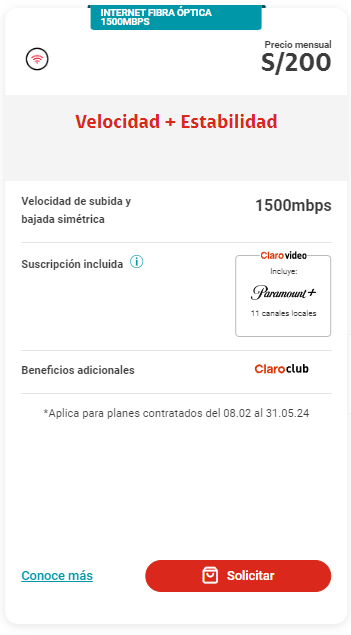 INTERNET FIBRA ÓPTICA
1500MBPS
Precio mensual
S/200
Velocidad + Estabilidad
Velocidad de subida y
bajada simétrica
1500mbps
Suscripción incluida
Claro video
Incluye:
Paramount+
11 canales locales
Beneficios adicionales
Claroclub
*Aplica para planes contratados del 08.02 al 31.05.24
Conoce más
Solicitar